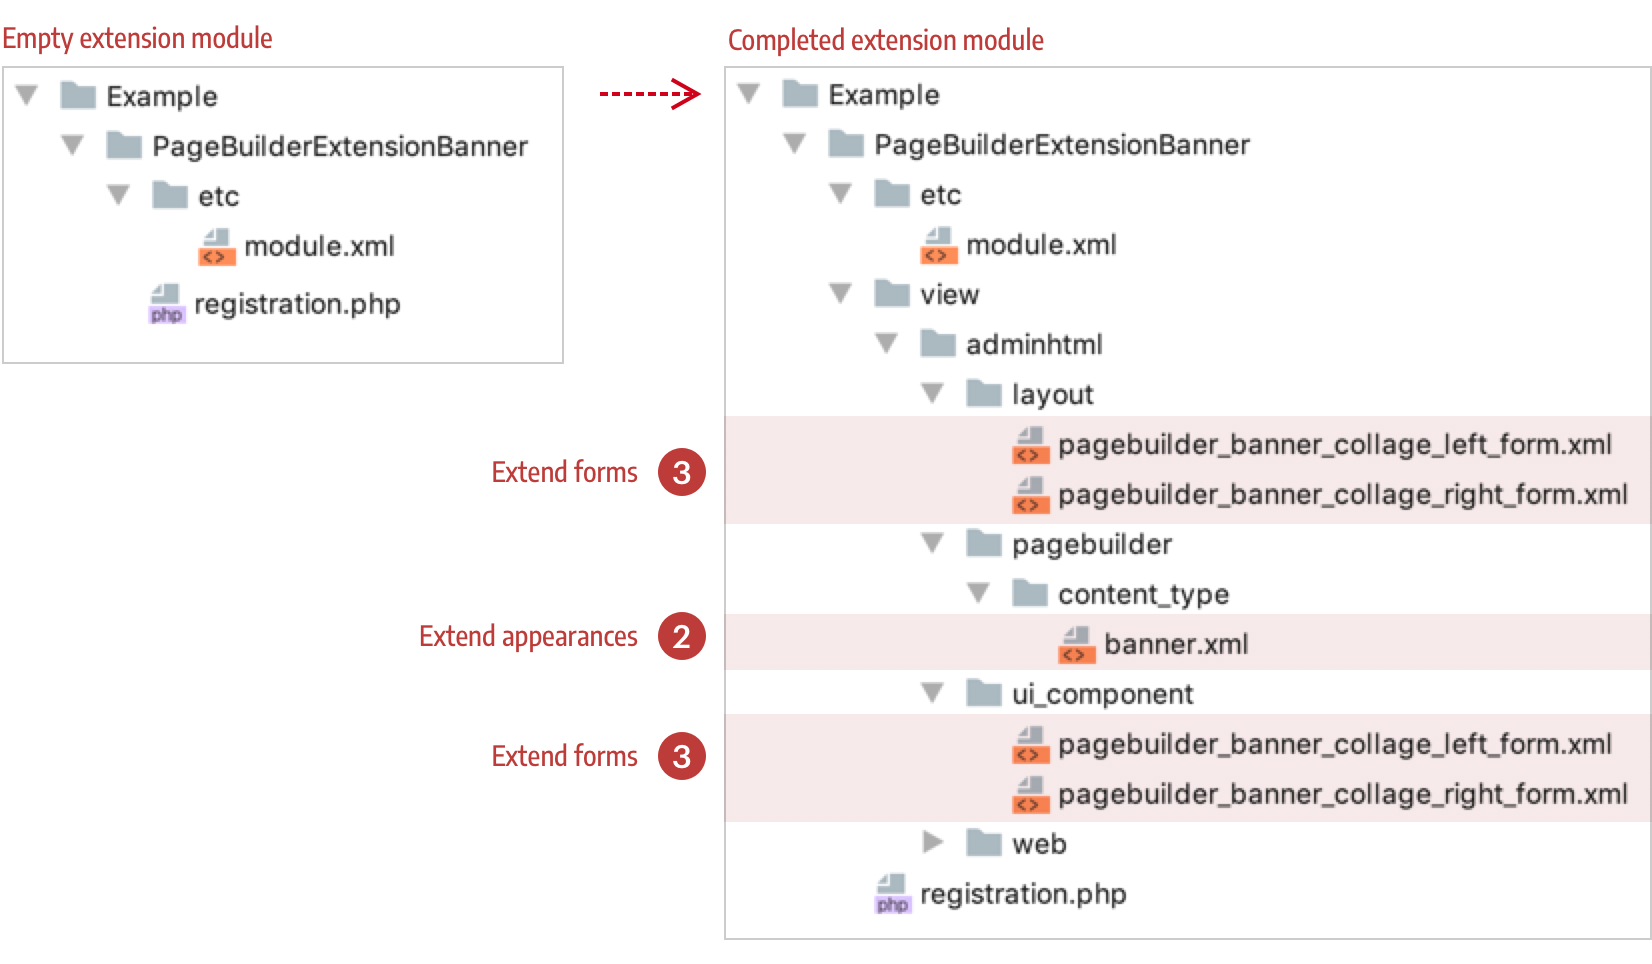 Empty extension module
Example
PageBuilderExtensionBanner
etc
<> module.xml
php registration.php
Completed extension module
Example
PageBuilderExtensionBanner
etc
<> module.xml
view
adminhtml
layout
Extend forms 3
<> pagebuilder_banner_collage_left_form.xml
<> pagebuilder_banner_collage_right_form.xml
pagebuilder
content_type
Extend appearances 2
<> banner.xml
ui_component
Extend forms 3
<> pagebuilder_banner_collage_left_form.xml
<> pagebuilder_banner_collage_right_form.xml
web
php registration.php